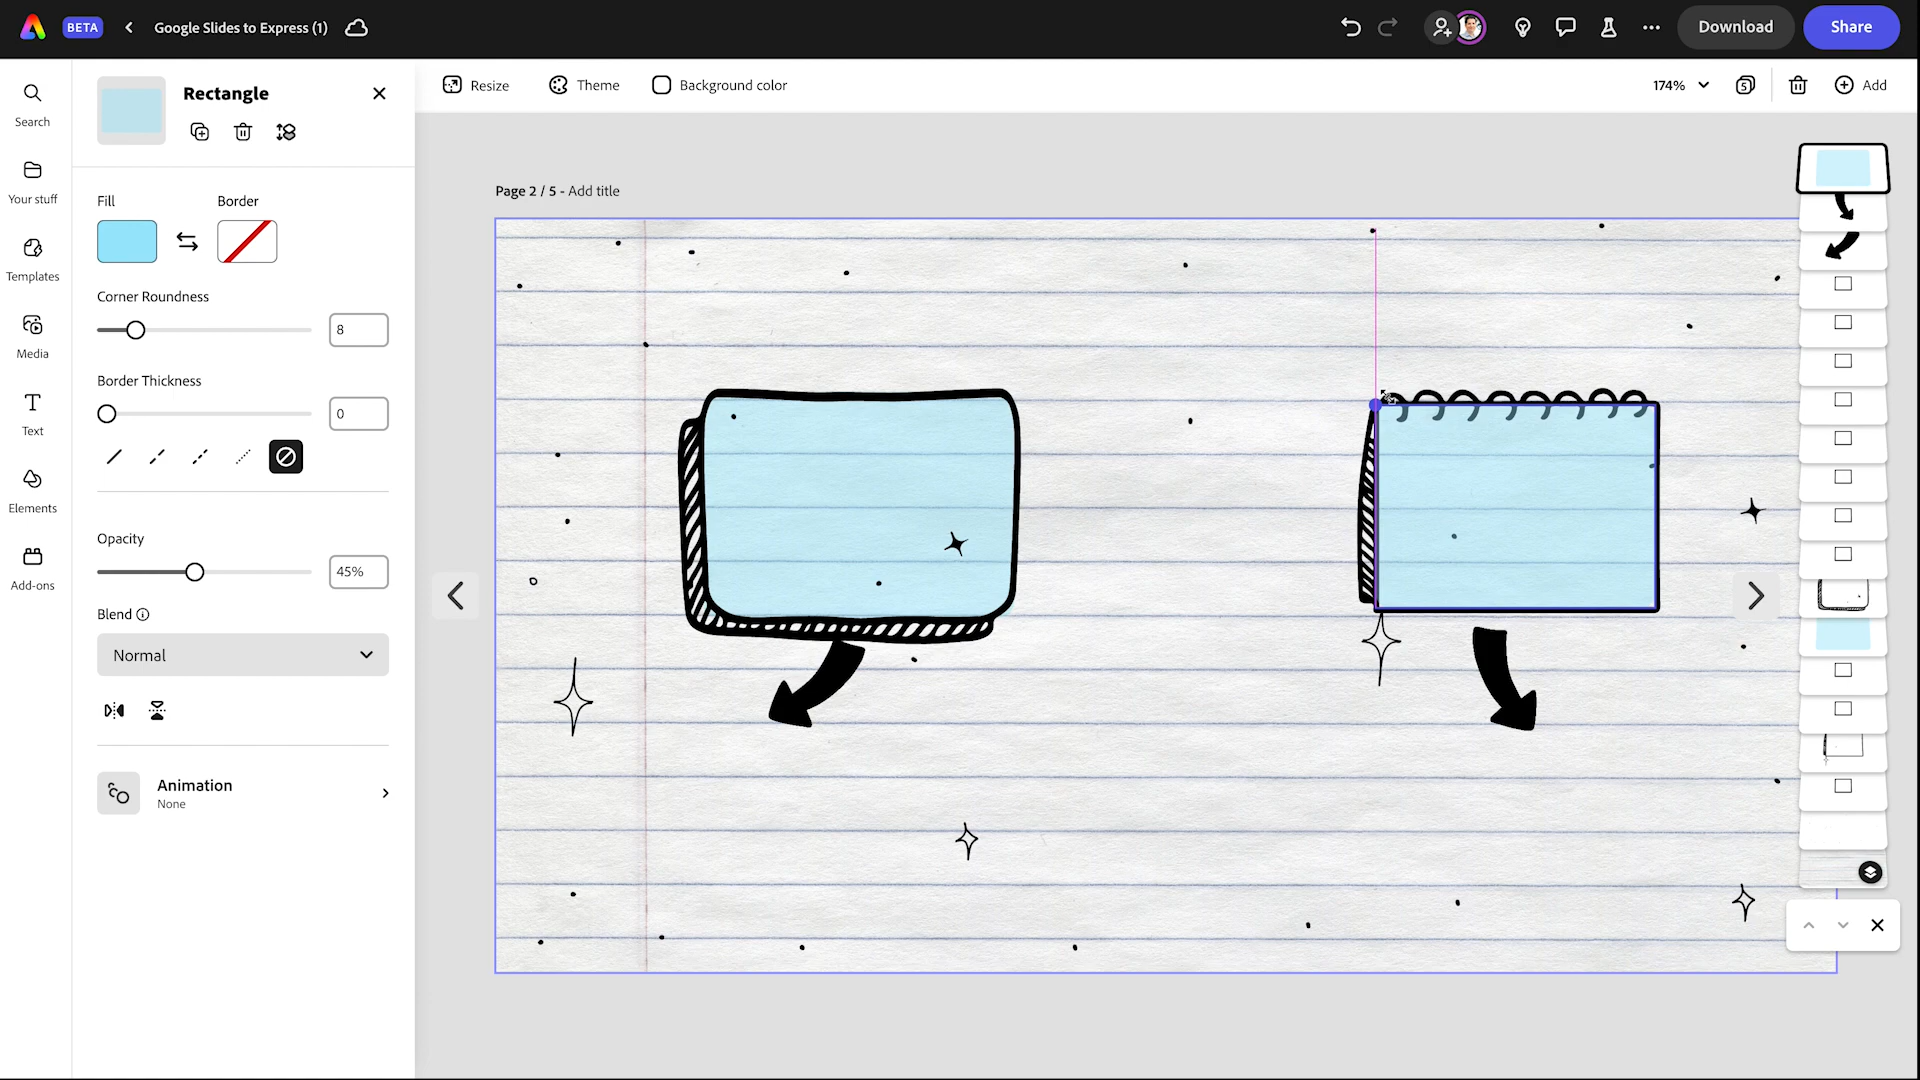 BETA
Google Slides to Express (1)
Download
Share
Search
Your stuff
Templates
Media
Text
Elements
Add-ons
Rectangle
Fill
Border
Corner Roundness
8
Border Thickness
0
Opacity
45%
Blend
Normal
Animation
None
Resize
Theme
Background color
174%
5
Add
Page 2 / 5 - Add title